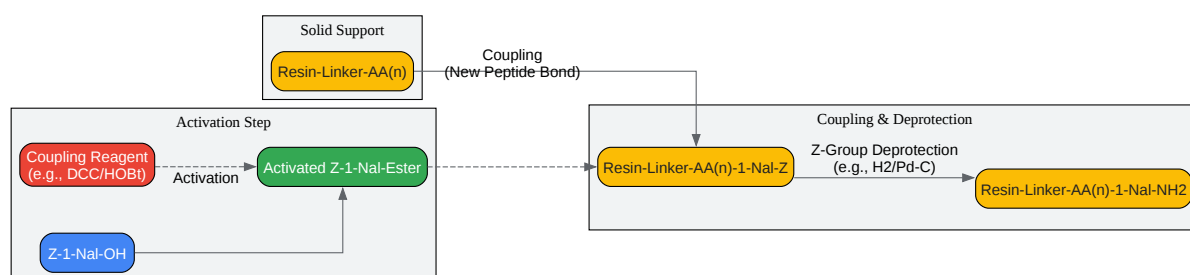 Solid Support
Resin-Linker-AA(n)
Coupling
(New Peptide Bond)
Activation Step
Coupling Reagent
(e.g., DCC/HOBt)
Activation
Activated Z-1-Nal-Ester
Z-1-Nal-OH
Coupling & Deprotection
Resin-Linker-AA(n)-1-Nal-Z
Z-Group Deprotection
(e.g., H2/Pd-C)
Resin-Linker-AA(n)-1-Nal-NH2